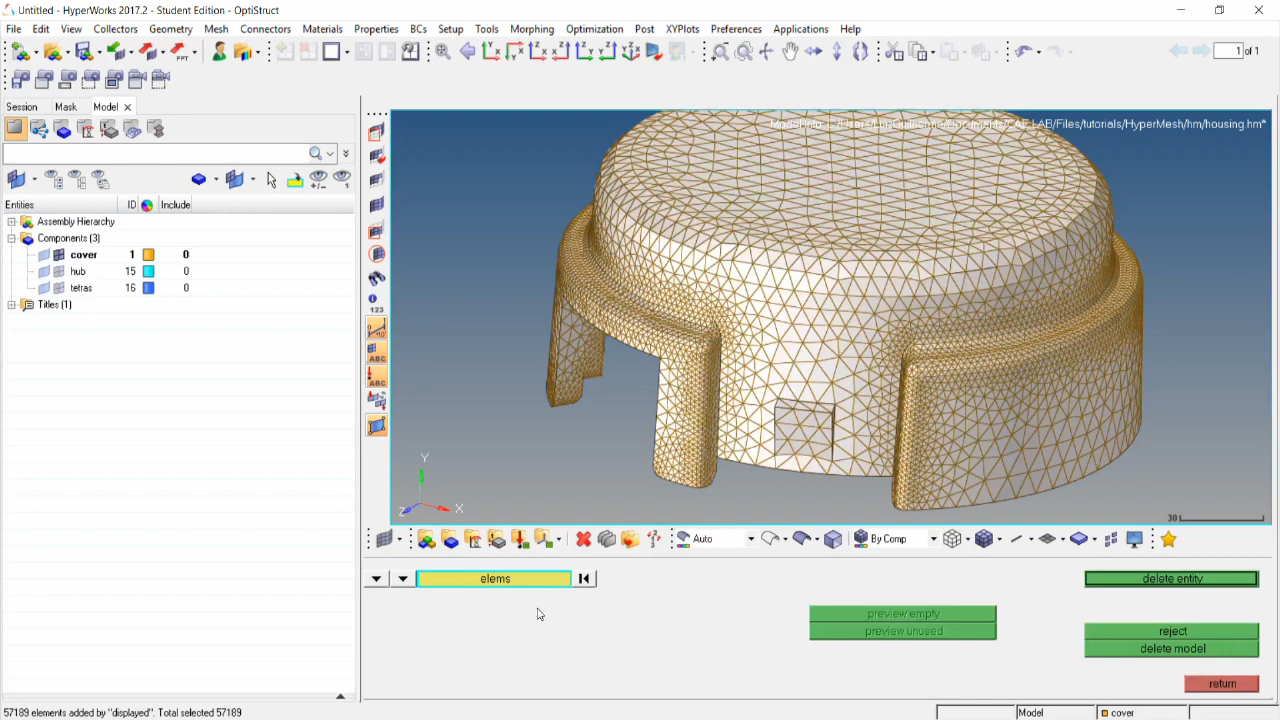 Untitled - HyperWorks 2017.2 - Student Edition - OptiStruct
File Edit View Collectors Geometry Mesh Connectors Materials Properties BCs Setup Tools Morphing Optimization Post XYPlots Preferences Applications Help
1 of 1
Session Mask Model
Entities ID Include
Assembly Hierarchy
Components (3)
cover 1 0
hub 15 0
tetras 16 0
Titles (1)
123
ABC
ABC
Y
X
Z
30
Auto
By Comp
elems
delete entity
preview empty
preview unused
reject
delete model
return
57189 elements added by "displayed". Total selected 57189
Model
cover